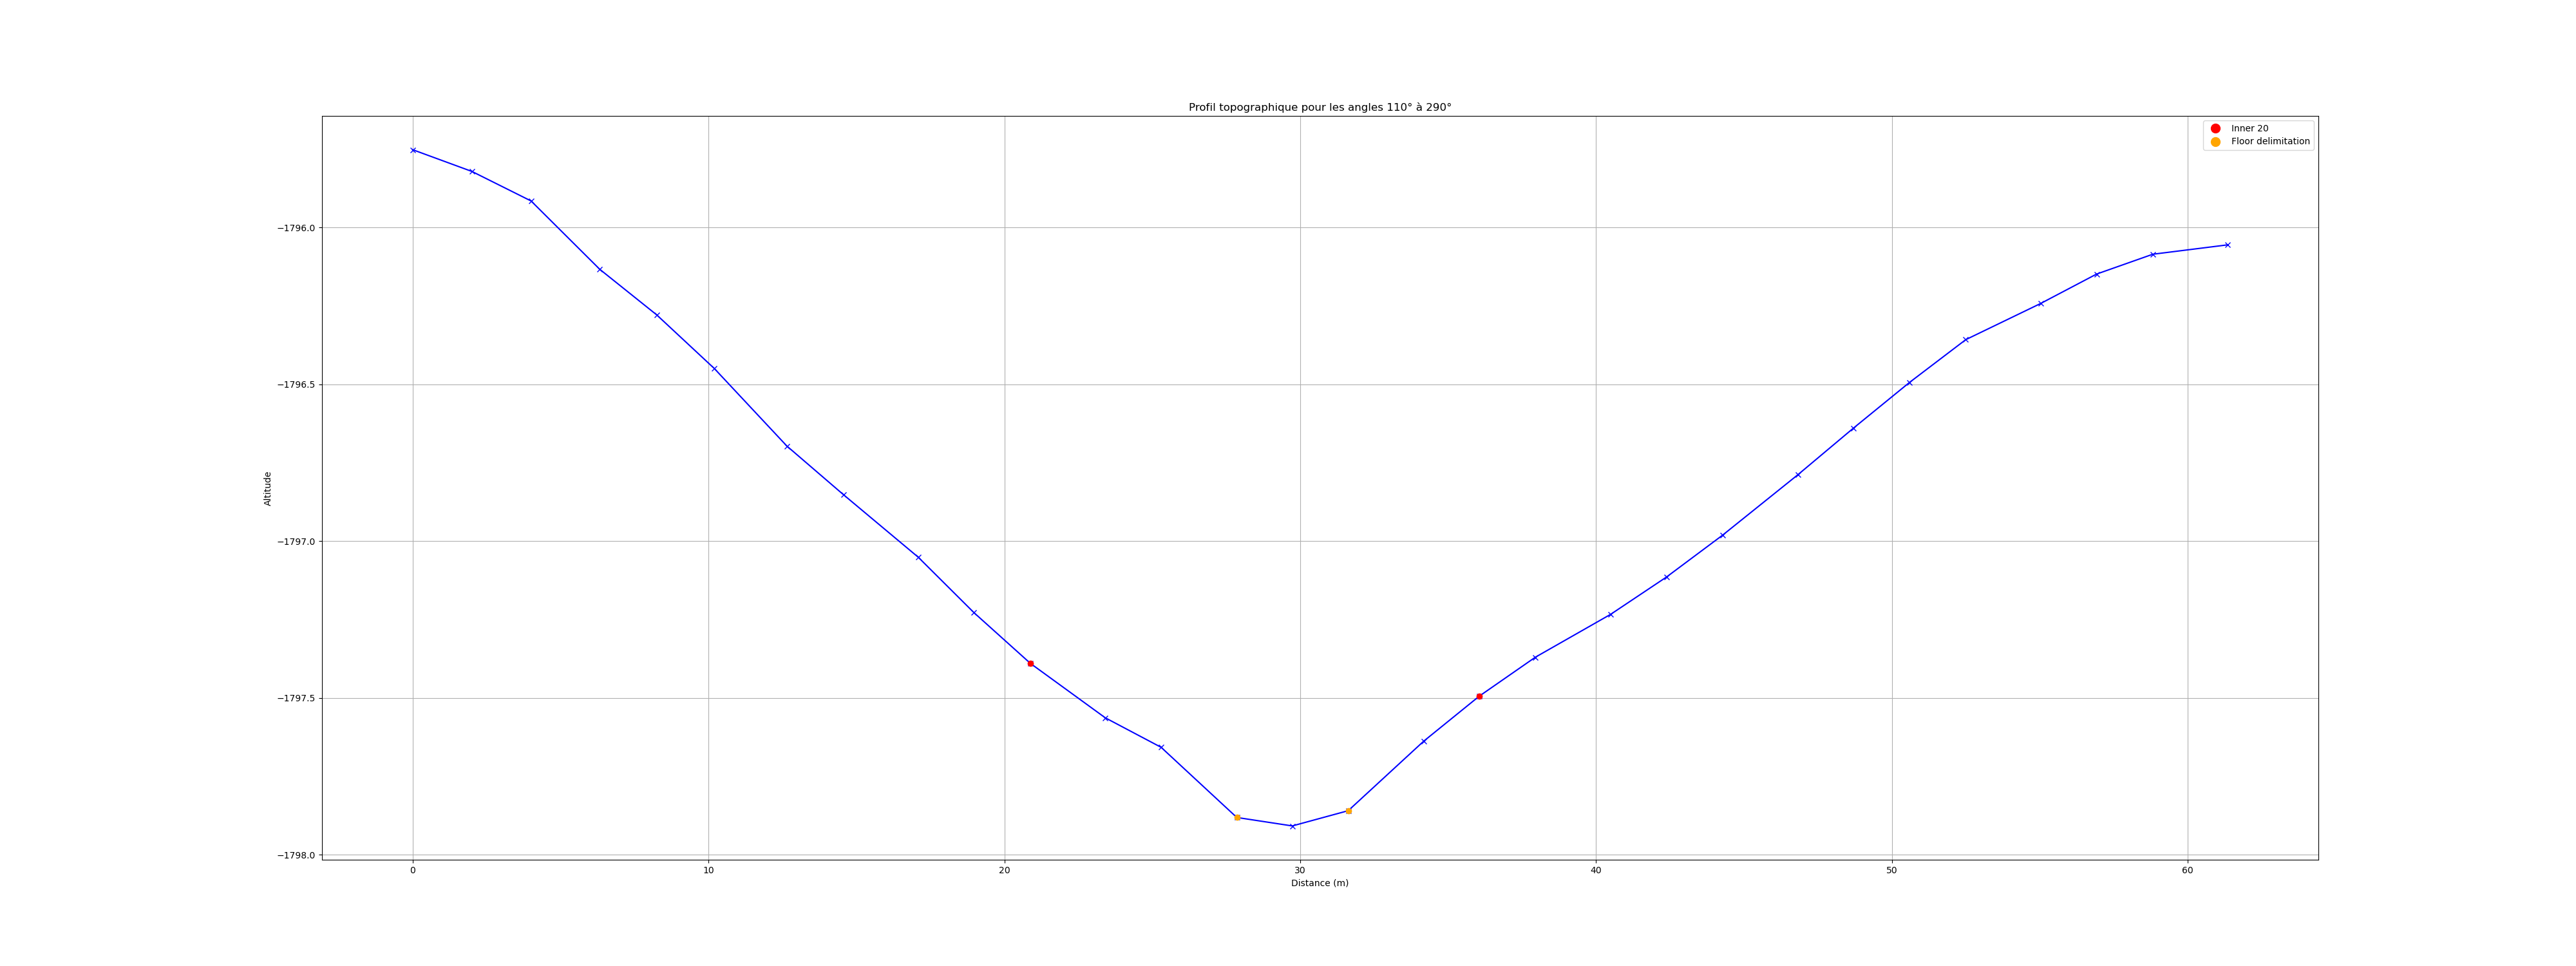 Profil topographique pour les angles 110° à 290°
Inner 20
Floor delimitation
−1796.0
−1796.5
−1797.0
−1797.5
−1798.0
Altitude
0 10 20 30 40 50 60
Distance (m)